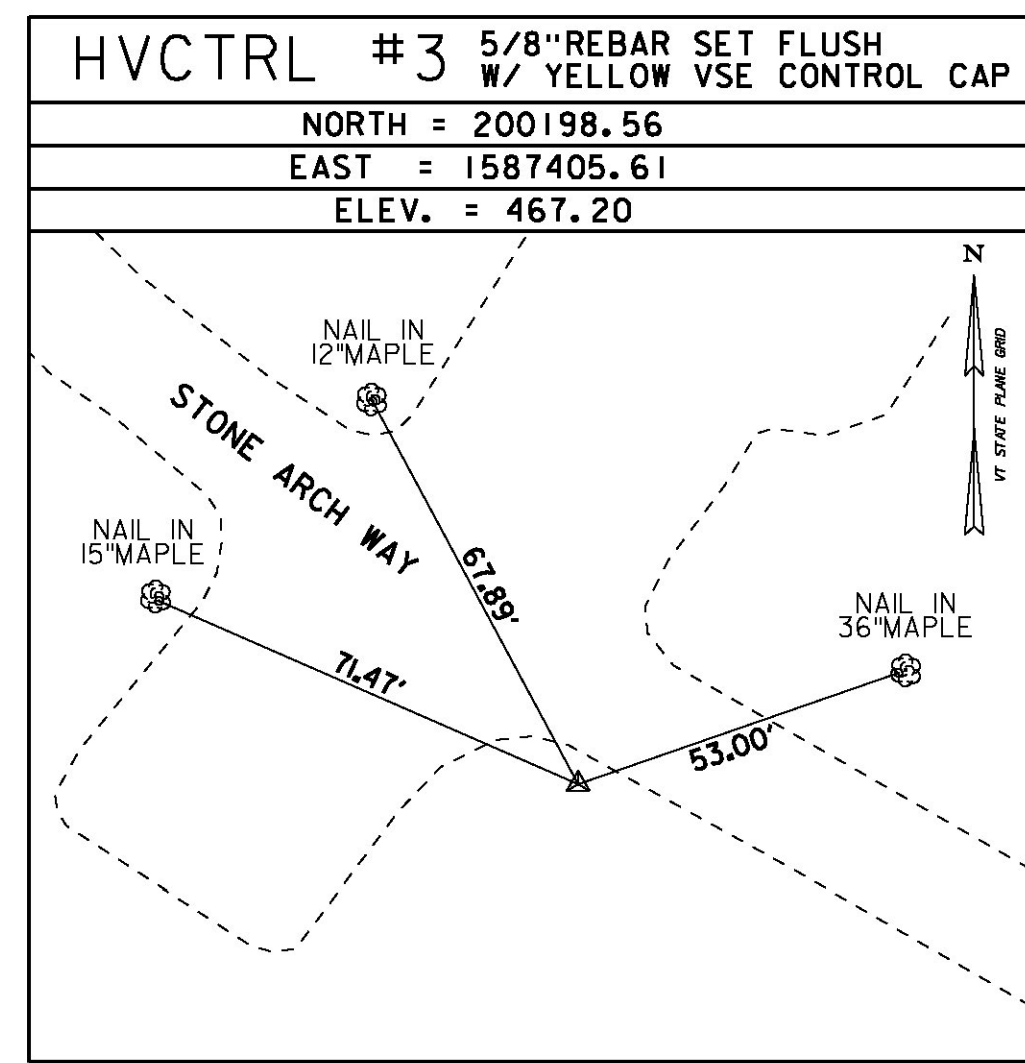 HVCTRL #3 5/8"REBAR SET FLUSH
W/ YELLOW VSE CONTROL CAP
NORTH = 200198.56
EAST = 1587405.61
ELEV. = 467.20
N
VT STATE PLANE GRID
NAIL IN
12"MAPLE
STONE ARCH WAY
NAIL IN
15"MAPLE
67.89'
NAIL IN
36"MAPLE
71.47'
53.00'